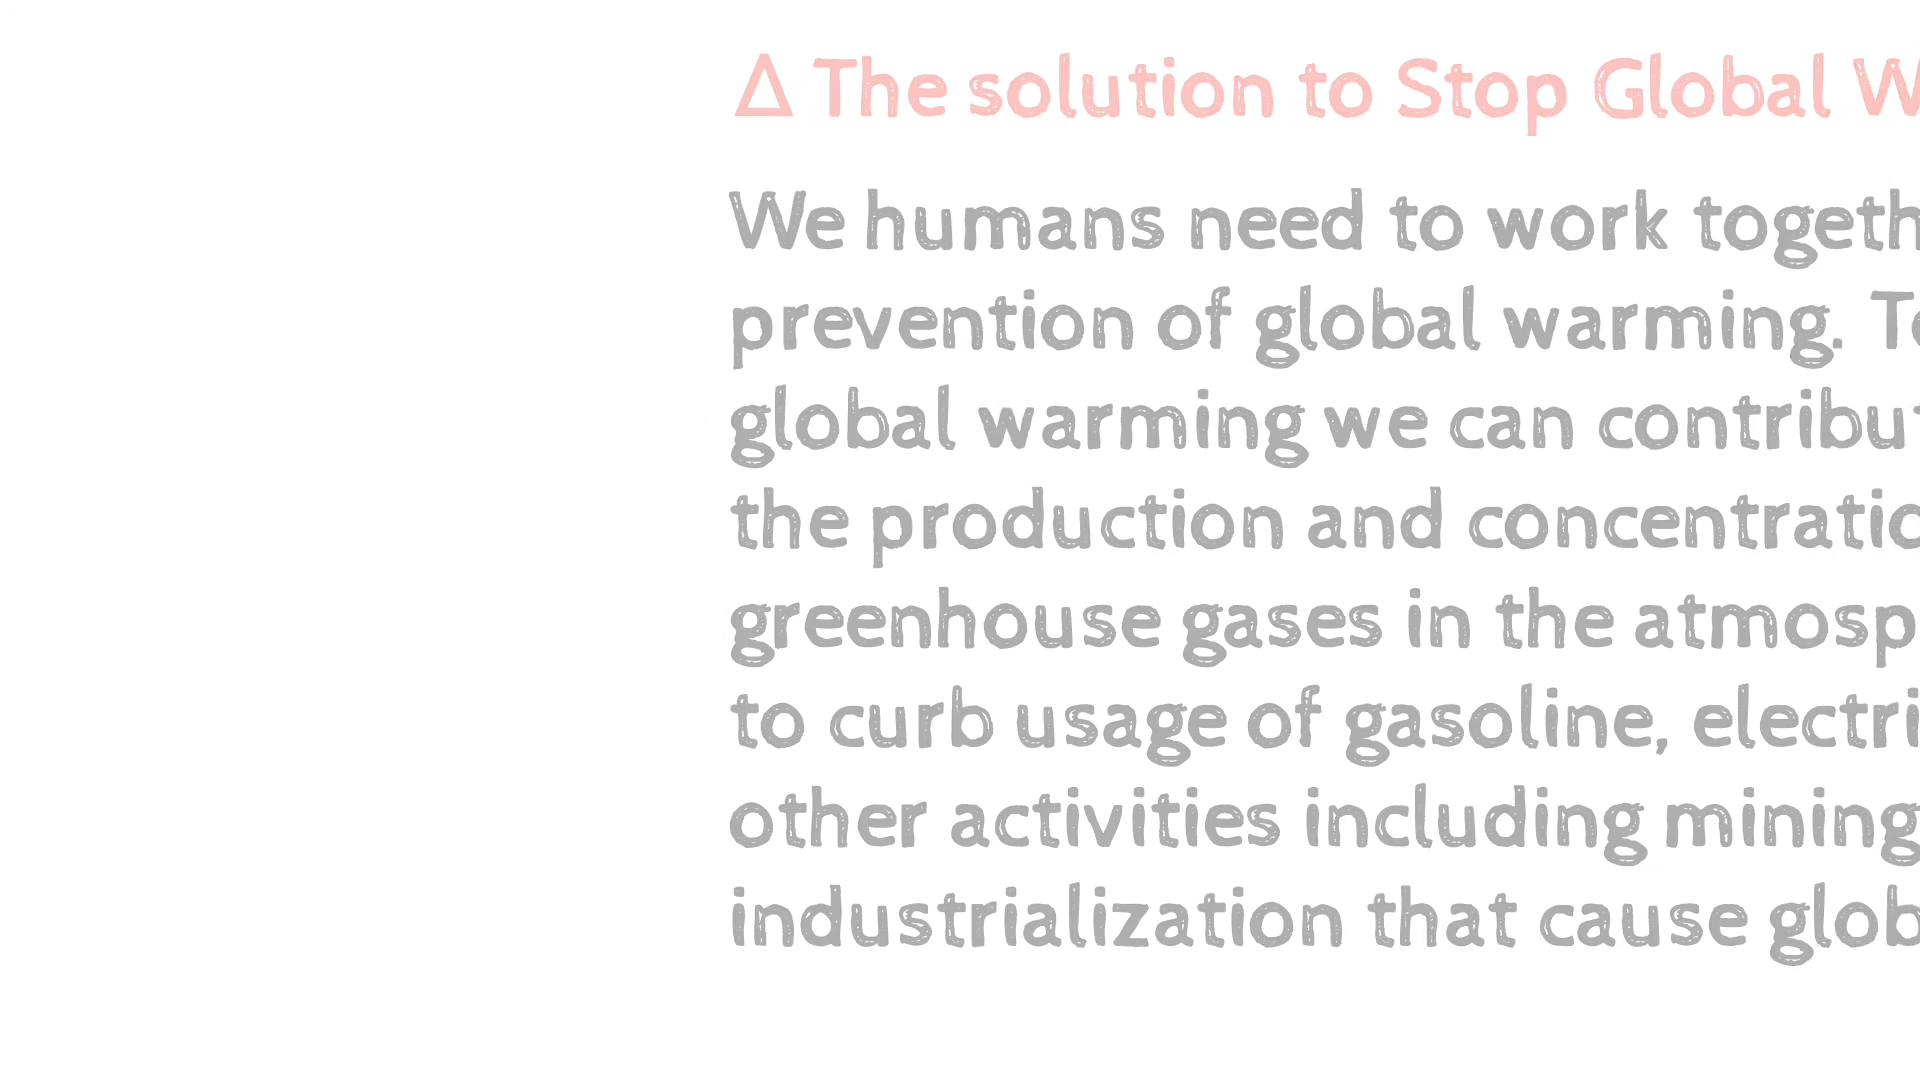 Δ The solution to Stop Global W
We humans need to work togeth
prevention of global warming. To
global warming we can contribut
the production and concentratio
greenhouse gases in the atmosp
to curb usage of gasoline, electri
other activities including mining
industrialization that cause glob